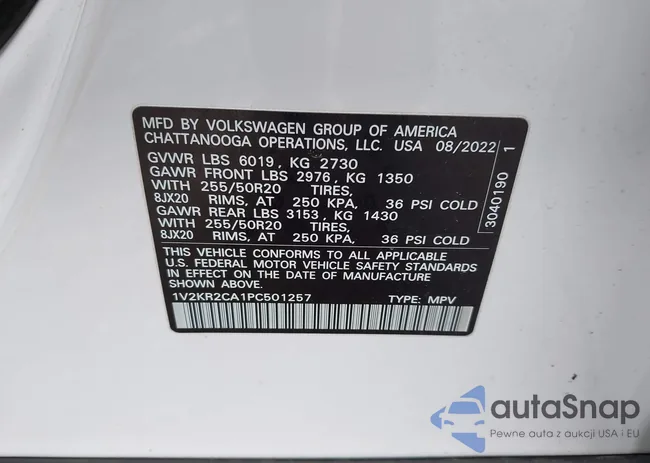 MFD BY VOLKSWAGEN GROUP OF AMERICA
CHATTANOOGA OPERATIONS, LLC. USA 08/2022
GVWR LBS 6019, KG 2730
GAWR FRONT LBS 2976, KG 1350
WITH 255/50R20 TIRES,
8JX20 RIMS, AT 250 KPA, 36 PSI COLD
GAWR REAR LBS 3153, KG 1430
WITH 255/50R20 TIRES,
8JX20 RIMS, AT 250 KPA, 36 PSI COLD
THIS VEHICLE CONFORMS TO ALL APPLICABLE
U.S. FEDERAL MOTOR VEHICLE SAFETY STANDARDS
IN EFFECT ON THE DATE OF MANUFACTURE
SHOWN ABOVE.
1V2KR2CA1PC501257 TYPE: MPV
3040190 1
autaSnap
Pewne auta z aukcji USA i EU